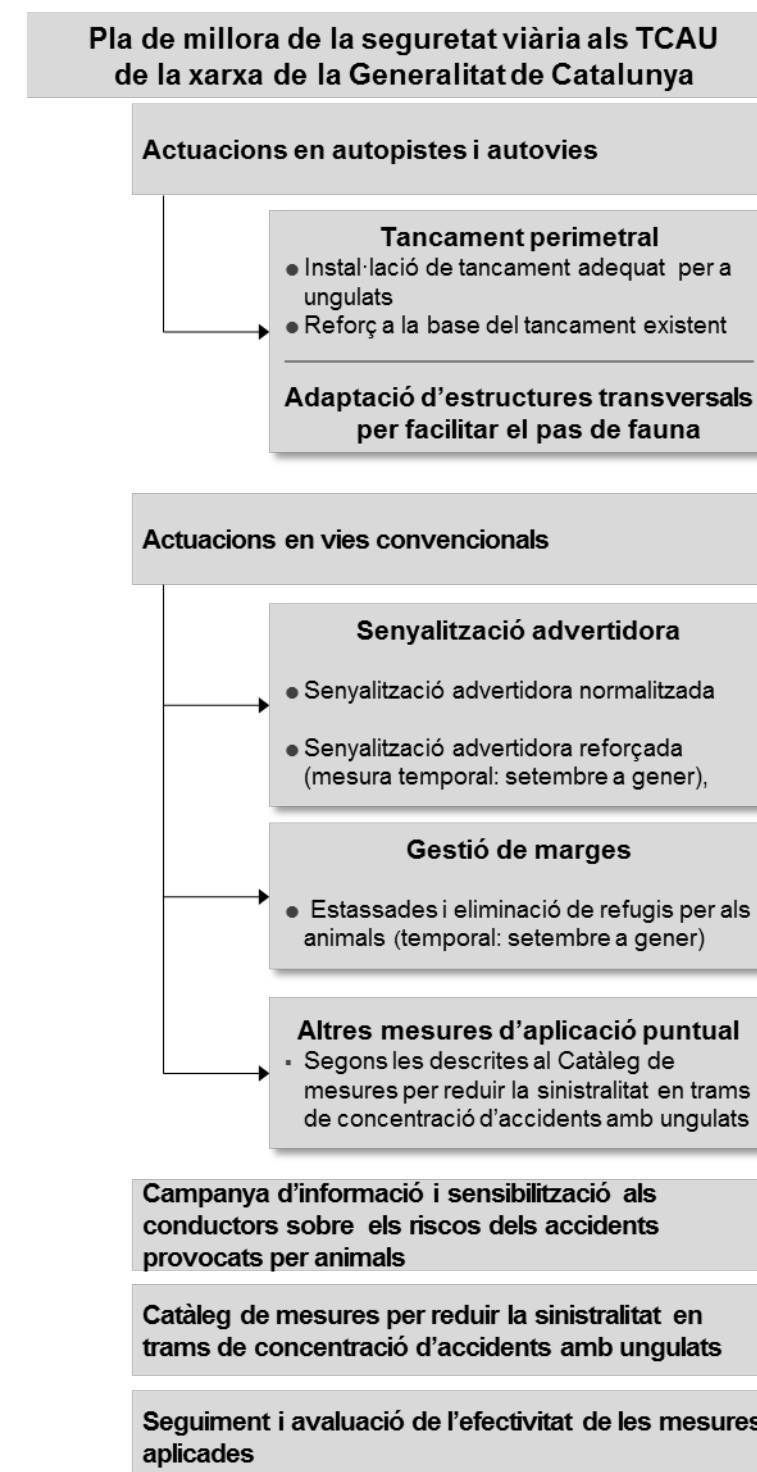 Pla de millora de la seguretat viària als TCAU
de la xarxa de la Generalitat de Catalunya
Actuacions en autopistes i autovies
Tancament perimetral
● Instal·lació de tancament adequat per a
ungulats
● Reforç a la base del tancament existent
Adaptació d’estructures transversals
per facilitar el pas de fauna
Actuacions en vies convencionals
Senyalització advertidora
● Senyalització advertidora normalitzada
● Senyalització advertidora reforçada
(mesura temporal: setembre a gener),
Gestió de marges
● Estassades i eliminació de refugis per als
animals (temporal: setembre a gener)
Altres mesures d’aplicació puntual
▪ Segons les descrites al Catàleg de
mesures per reduir la sinistralitat en trams
de concentració d’accidents amb ungulats
Campanya d’informació i sensibilització als
conductors sobre els riscos dels accidents
provocats per animals
Catàleg de mesures per reduir la sinistralitat en
trams de concentració d’accidents amb ungulats
Seguiment i avaluació de l’efectivitat de les mesures
aplicades